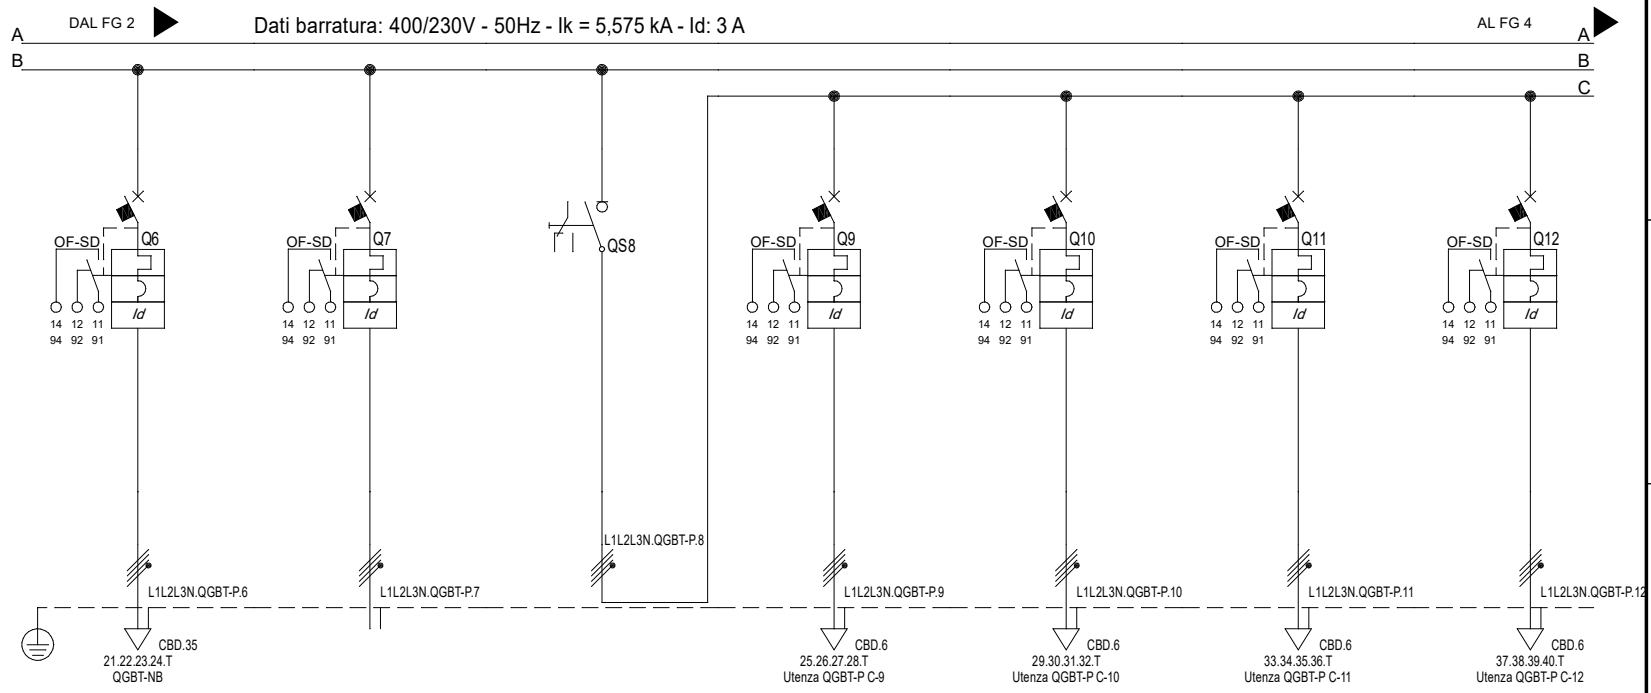 DAL FG 2
Dati barratura: 400/230V - 50Hz - Ik = 5,575 kA - Id: 3 A
AL FG 4
A
A
B
B
C
OF-SD Q6
OF-SD Q7
QS8
OF-SD Q9
OF-SD Q10
OF-SD Q11
OF-SD Q12
Id
14 12 11
94 92 91
Id
14 12 11
94 92 91
Id
14 12 11
94 92 91
Id
14 12 11
94 92 91
Id
14 12 11
94 92 91
Id
14 12 11
94 92 91
L1L2L3N.QGBT-P.8
L1L2L3N.QGBT-P.6
L1L2L3N.QGBT-P.7
L1L2L3N.QGBT-P.9
L1L2L3N.QGBT-P.10
L1L2L3N.QGBT-P.11
L1L2L3N.QGBT-P.12
CBD.35
21.22.23.24.T
QGBT-NB
CBD.6
25.26.27.28.T
Utenza QGBT-P C-9
CBD.6
29.30.31.32.T
Utenza QGBT-P C-10
CBD.6
33.34.35.36.T
Utenza QGBT-P C-11
CBD.6
37.38.39.40.T
Utenza QGBT-P C-12